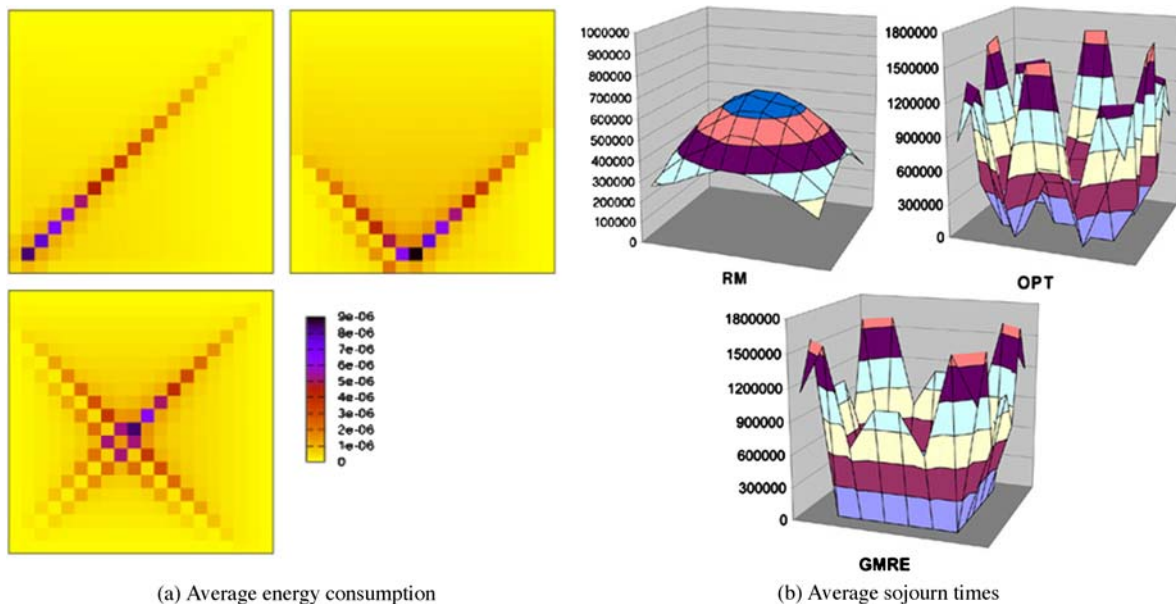 1000000
900000
800000
700000
600000
500000
400000
300000
200000
100000
0
RM
1800000
1500000
1200000
900000
600000
300000
0
OPT
9e-06
8e-06
7e-06
6e-06
5e-06
4e-06
3e-06
2e-06
1e-06
0
1800000
1500000
1200000
900000
600000
300000
0
GMRE
(a) Average energy consumption
(b) Average sojourn times